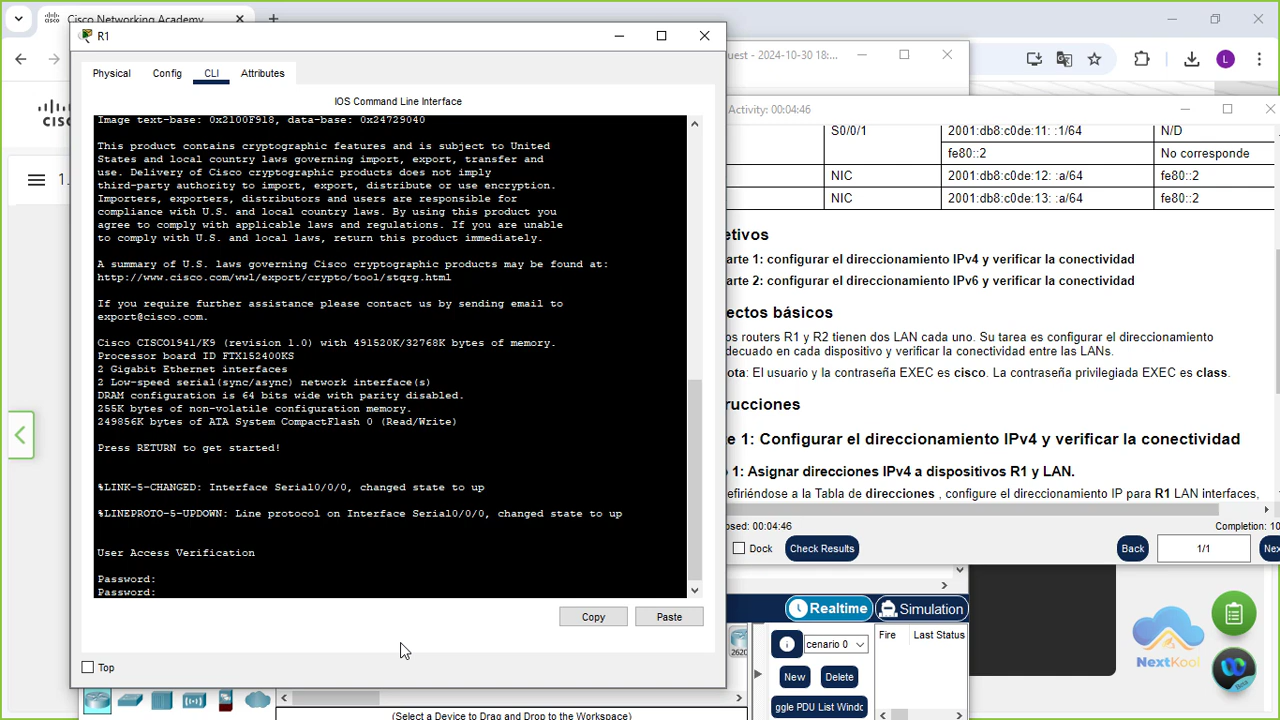 Cisco Networking Academy
R1
Physical
Config
CLI
Attributes
IOS Command Line Interface
Image text-base: 0x2100F918, data-base: 0x24729040
This product contains cryptographic features and is subject to United
States and local country laws governing import, export, transfer and
use. Delivery of Cisco cryptographic products does not imply
third-party authority to import, export, distribute or use encryption.
Importers, exporters, distributors and users are responsible for
compliance with U.S. and local country laws. By using this product you
agree to comply with applicable laws and regulations. If you are unable
to comply with U.S. and local laws, return this product immediately.
A summary of U.S. laws governing Cisco cryptographic products may be found at:
http://www.cisco.com/wwl/export/crypto/tool/stqrg.html
If you require further assistance please contact us by sending email to
export@cisco.com.
Cisco CISCO1941/K9 (revision 1.0) with 491520K/32768K bytes of memory.
Processor board ID FTX152400KS
2 Gigabit Ethernet interfaces
2 Low-speed serial(sync/async) network interface(s)
DRAM configuration is 64 bits wide with parity disabled.
255K bytes of non-volatile configuration memory.
249856K bytes of ATA System CompactFlash 0 (Read/Write)
Press RETURN to get started!
%LINK-5-CHANGED: Interface Serial0/0/0, changed state to up
%LINEPROTO-5-UPDOWN: Line protocol on Interface Serial0/0/0, changed state to up
User Access Verification
Password:
Password:
Copy
Paste
Top
cisc
1.
uest - 2024-10-30 18:...
L
Activity: 00:04:46
S0/0/1
2001:db8:c0de:11: :1/64
N/D
fe80::2
No corresponde
NIC
2001:db8:c0de:12: :a/64
fe80::2
NIC
2001:db8:c0de:13: :a/64
fe80::2
etivos
arte 1: configurar el direccionamiento IPv4 y verificar la conectividad
arte 2: configurar el direccionamiento IPv6 y verificar la conectividad
ectos básicos
os routers R1 y R2 tienen dos LAN cada uno. Su tarea es configurar el direccionamiento
decuado en cada dispositivo y verificar la conectividad entre las LANs.
ota: El usuario y la contraseña EXEC es cisco. La contraseña privilegiada EXEC es class.
rucciones
e 1: Configurar el direccionamiento IPv4 y verificar la conectividad
o 1: Asignar direcciones IPv4 a dispositivos R1 y LAN.
efiriéndose a la Tabla de direcciones , configure el direccionamiento IP para R1 LAN interfaces,
osed: 00:04:46
Completion: 10
Dock
Check Results
Back
1/1
Nex
Realtime
Simulation
2620
cenario 0
Fire
Last Status
New
Delete
ggle PDU List Windo
(Select a Device to Drag and Drop to the Workspace)
NextKool
Beta